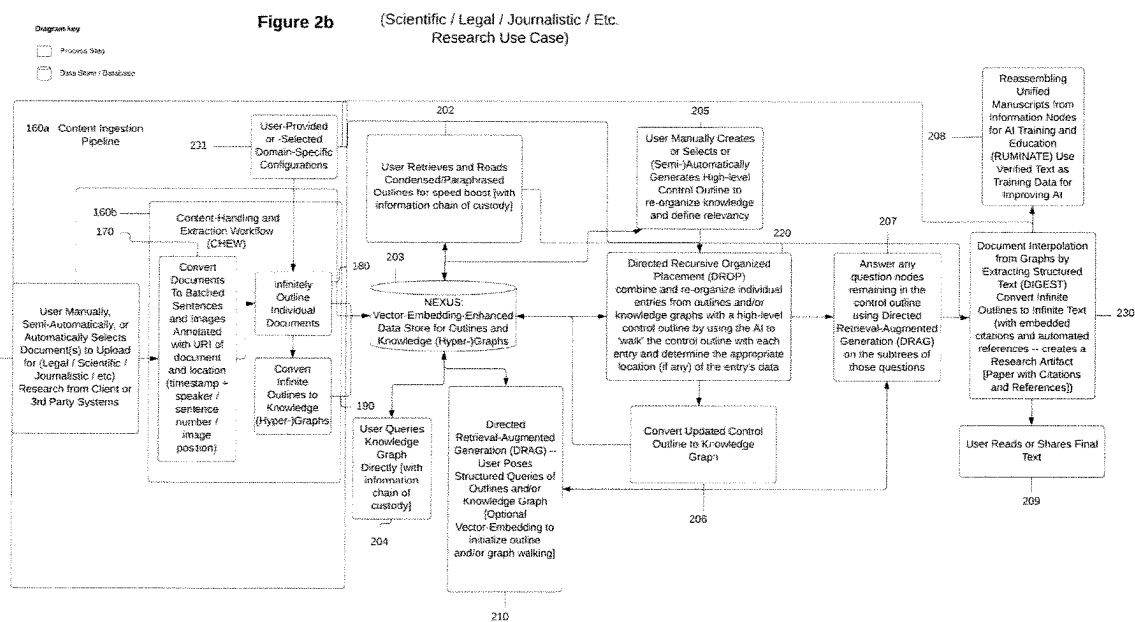 Figure 2b
(Scientific / Legal / Journalistic / Etc.
Research Use Case)
Diagram key
Process Step
Data Store / Database
160a Content Ingestion
Pipeline
231
User-Provided
or -Selected
Domain-Specific
Configurations
160b
170
Content-Handling and
Extraction Workflow
(CHEW)
Convert
Documents
To Batched
Sentences
and Images
Annotated
with URI of
document
and location
(timestamp +
speaker /
sentence
number /
image
position)
User Manually,
Semi-Automatically, or
Automatically Selects
Document(s) to Upload
for (Legal / Scientific /
Journalistic / etc)
Research from Client or
3rd Party Systems
180
Infinitely
Outline
Individual
Documents
Convert
Infinite
Outlines to
Knowledge
(Hyper-)Graphs
190
202
User Retrieves and Reads
Condensed/Paraphrased
Outlines for speed boost [with
information chain of custody]
203
NEXUS:
Vector-Embedding-Enhanced
Data Store for Outlines and
Knowledge (Hyper-)Graphs
User Queries
Knowledge
Graph
Directly [with
information
chain of
custody]
204
Directed
Retrieval-Augmented
Generation (DRAG) --
User Poses
Structured Queries of
Outlines and/or
Knowledge Graph
[Optional
Vector-Embedding to
initialize outline
and/or graph walking]
210
205
User Manually Creates
or Selects or
(Semi-)Automatically
Generates High-level
Control Outline to
re-organize knowledge
and define relevancy
220
Directed Recursive Organized
Placement (DROP)
combine and re-organize individual
entries from outlines and/or
knowledge graphs with a high-level
control outline by using the AI to
'walk' the control outline with each
entry and determine the appropriate
location (if any) of the entry's data
Convert Updated Control
Outline to Knowledge
Graph
206
207
Answer any
question nodes
remaining in the
control outline
using Directed
Retrieval-Augmented
Generation (DRAG)
on the subtrees of
those questions
208
Reassembling
Unified
Manuscripts from
Information Nodes
for AI Training and
Education
(RUMINATE) Use
Verified Text as
Training Data for
Improving AI
Document Interpolation
from Graphs by
Extracting Structured
Text (DIGEST)
Convert Infinite
Outlines to Infinite Text
(with embedded
citations and automated
references -- creates a
Research Artifact
[Paper with Citations
and References])
230
User Reads or Shares Final
Text
209